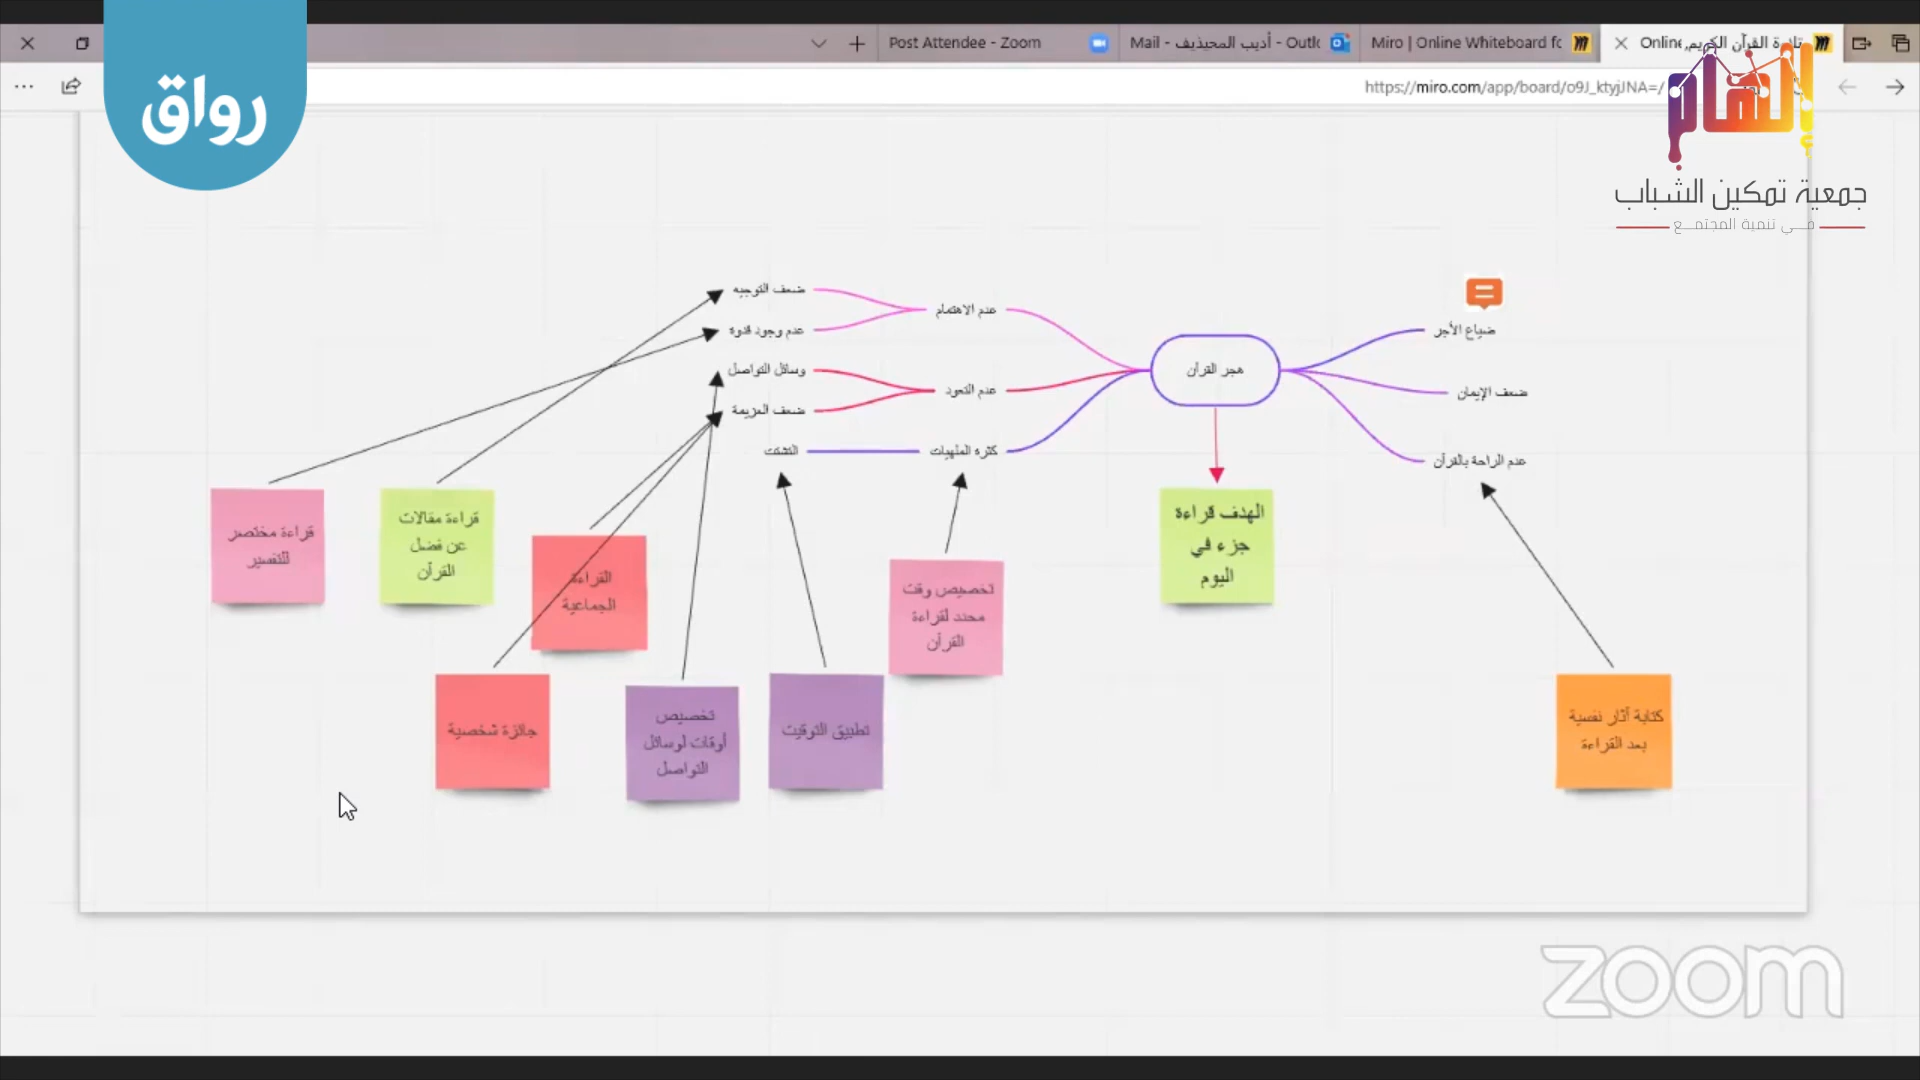 Post Attendee - Zoom
Mail - أديب المحيذيف - Outlo
Miro | Online Whiteboard fo
https://miro.com/app/board/o9J_ktyjJNA=/
رواق
إلهام
جمعية تمكين الشباب
في تنمية المجتمع
ضعف التوجيه
عدم وجود قدوة
عدم الاهتمام
وسائل التواصل
ضعف العزيمة
عدم التعود
التشتت
كثرة الملهيات
هجر القرآن
ضياع الأجر
ضعف الإيمان
عدم الراحة بالقرآن
الهدف قراءة
جزء في
اليوم
قراءة مختصر
للتفسير
قراءة مقالات
عن فضل
القرآن
القراءة
الجماعية
تخصيص وقت
محدد لقراءة
القرآن
جائزة شخصية
تخصيص
أوقات لوسائل
التواصل
تطبيق التوقيت
كتابة آثار نفسية
بعد القراءة
zoom